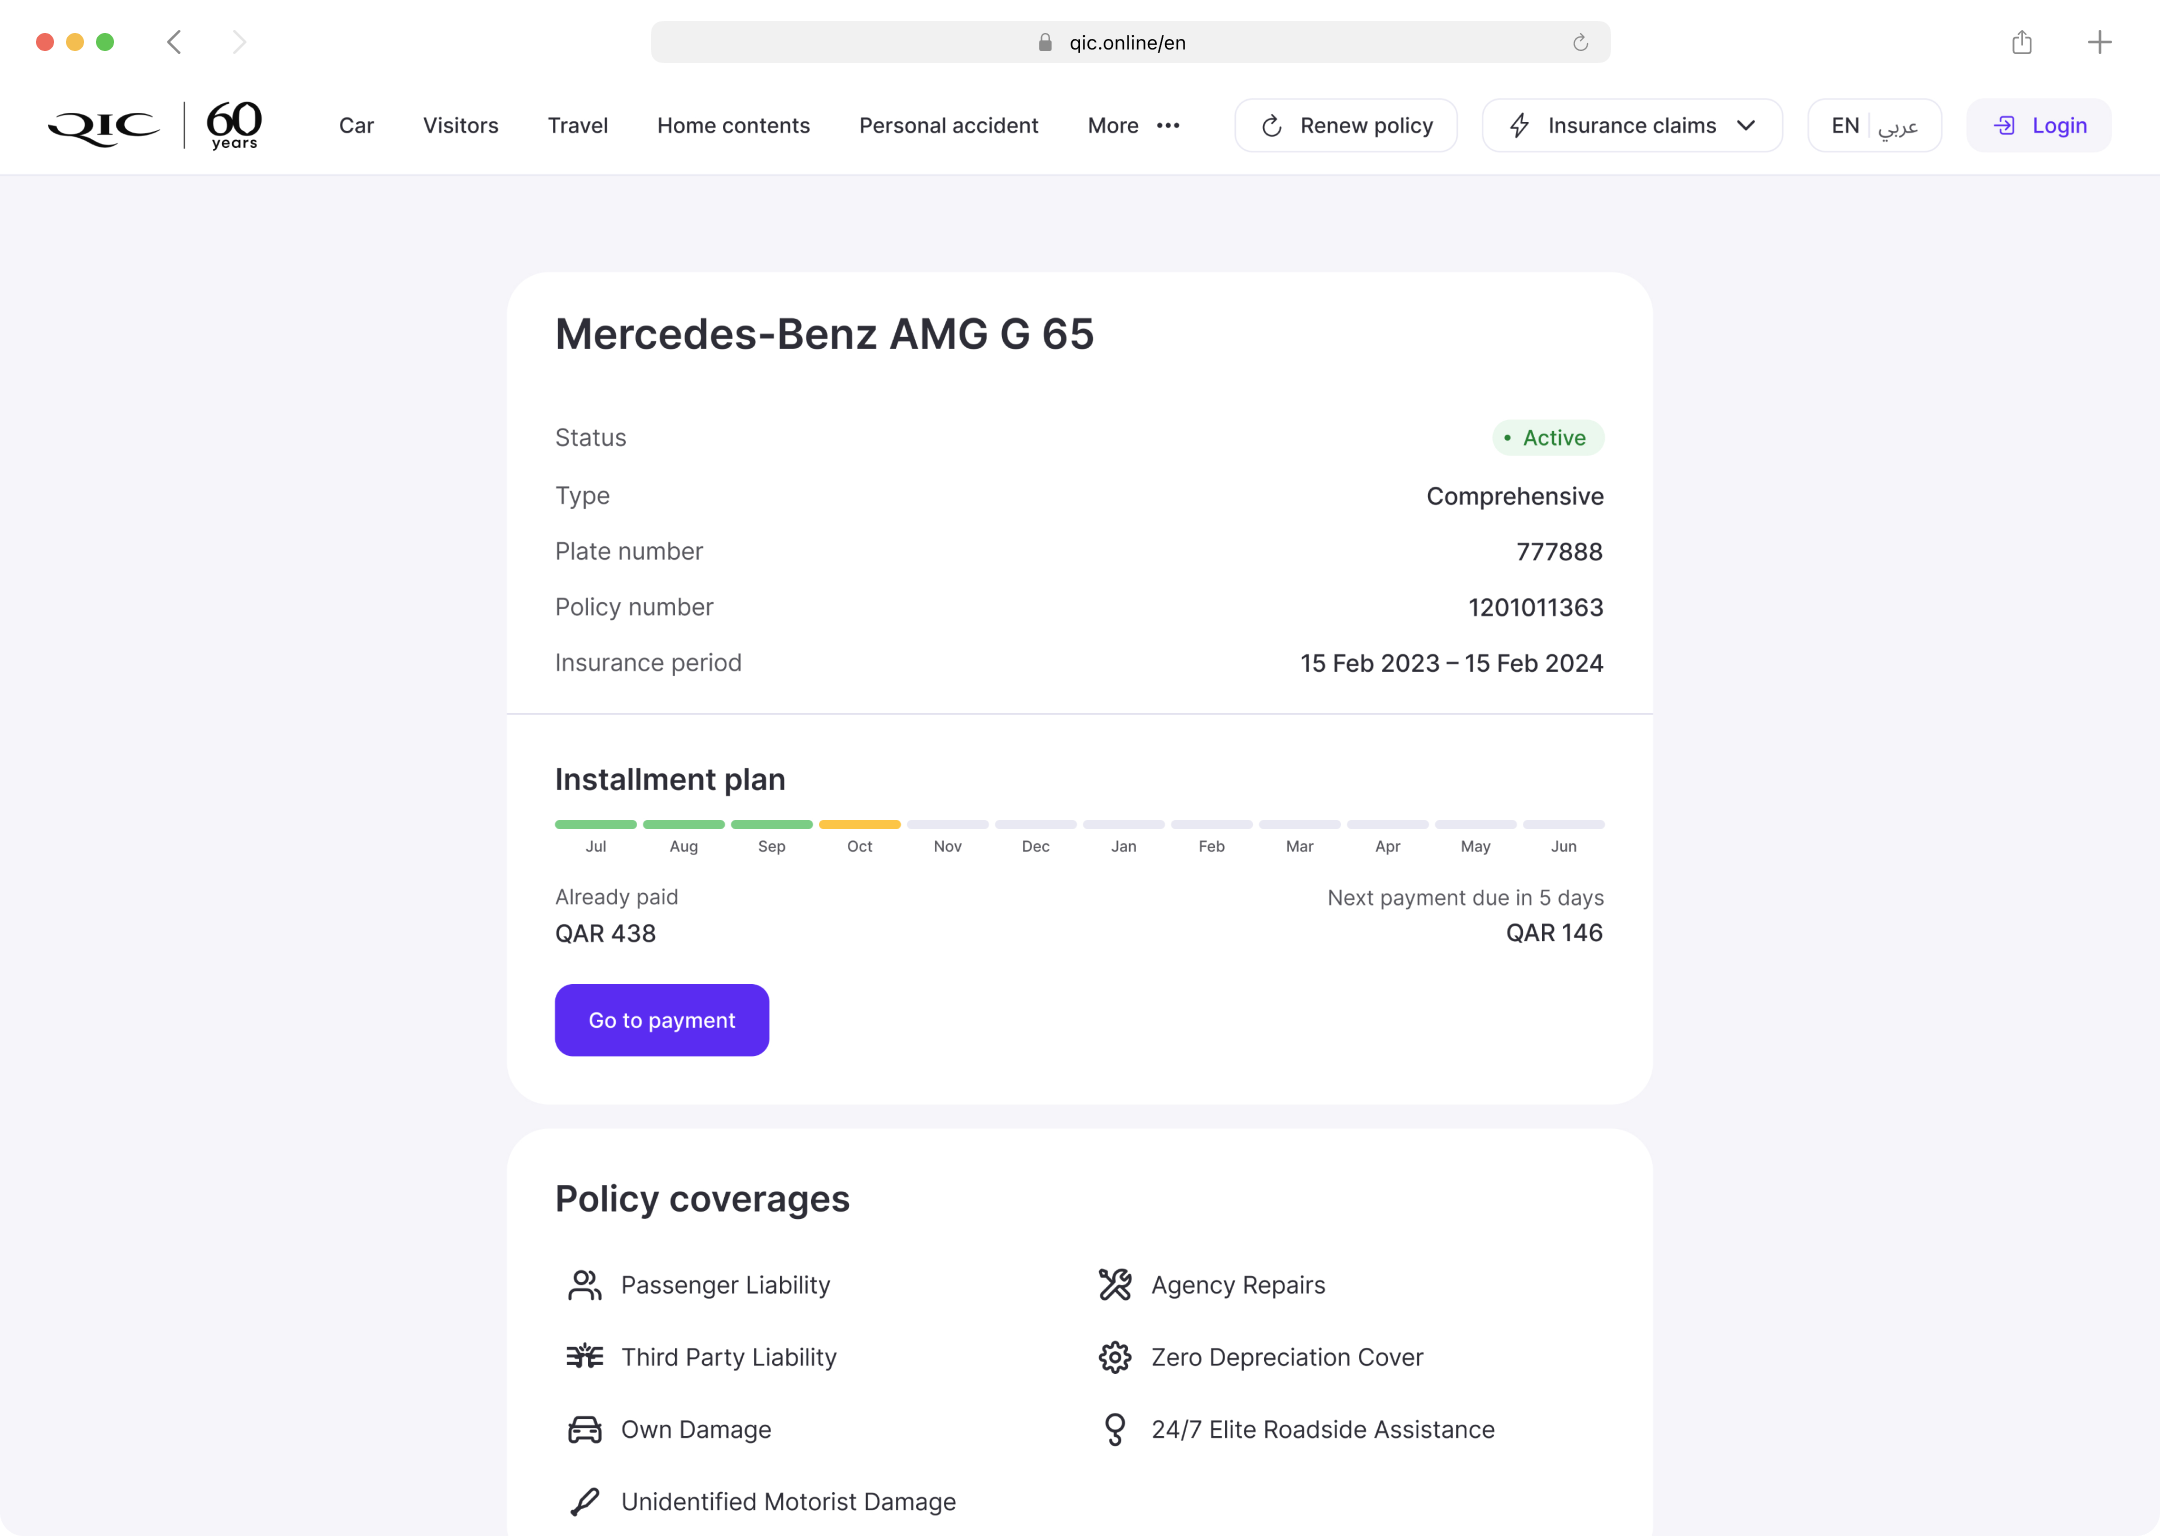 qic.online/en
QIC
60 years
Car
Visitors
Travel
Home contents
Personal accident
More
Renew policy
Insurance claims
EN
عربي
Login
Mercedes-Benz AMG G 65
Status
Active
Type
Comprehensive
Plate number
777888
Policy number
1201011363
Insurance period
15 Feb 2023 – 15 Feb 2024
Installment plan
Jul Aug Sep Oct Nov Dec Jan Feb Mar Apr May Jun
Already paid
QAR 438
Next payment due in 5 days
QAR 146
Go to payment
Policy coverages
Passenger Liability
Agency Repairs
Third Party Liability
Zero Depreciation Cover
Own Damage
24/7 Elite Roadside Assistance
Unidentified Motorist Damage